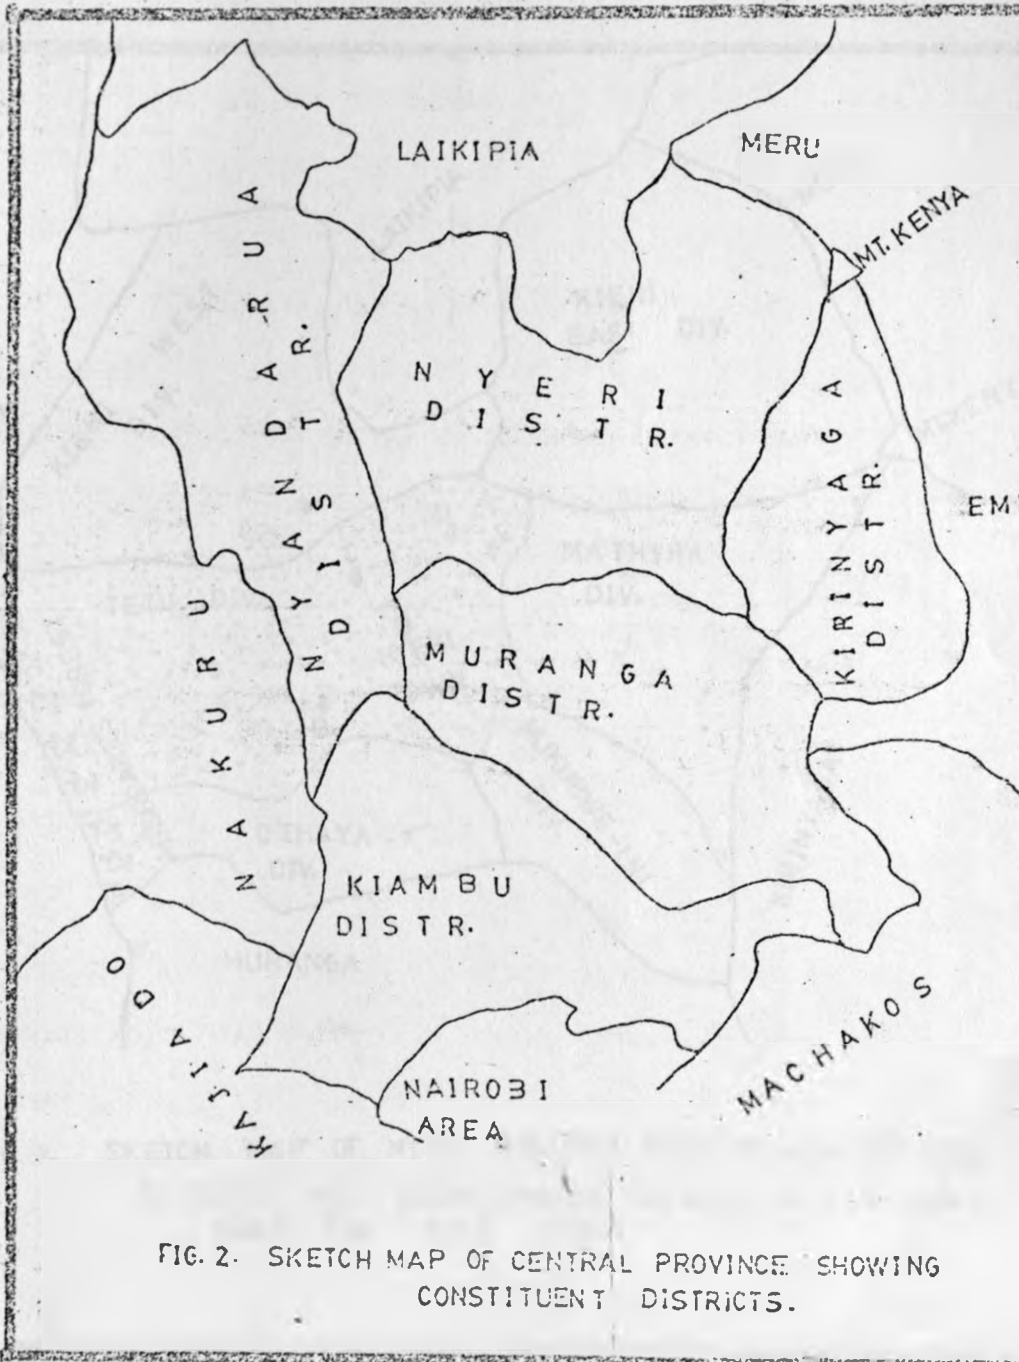 LAIKIPIA
MERU
MT. KENYA
NYANDARUA
DISTR.
NYERI
DISTR.
KIRINYAGA
DISTR.
EM
NAKURU
MURANGA
DISTR.
KIAMBU
DISTR.
KAJIADO
NAIROBI
AREA
MACHAKOS
FIG. 2. SKETCH MAP OF CENTRAL PROVINCE SHOWING
CONSTITUENT DISTRICTS.